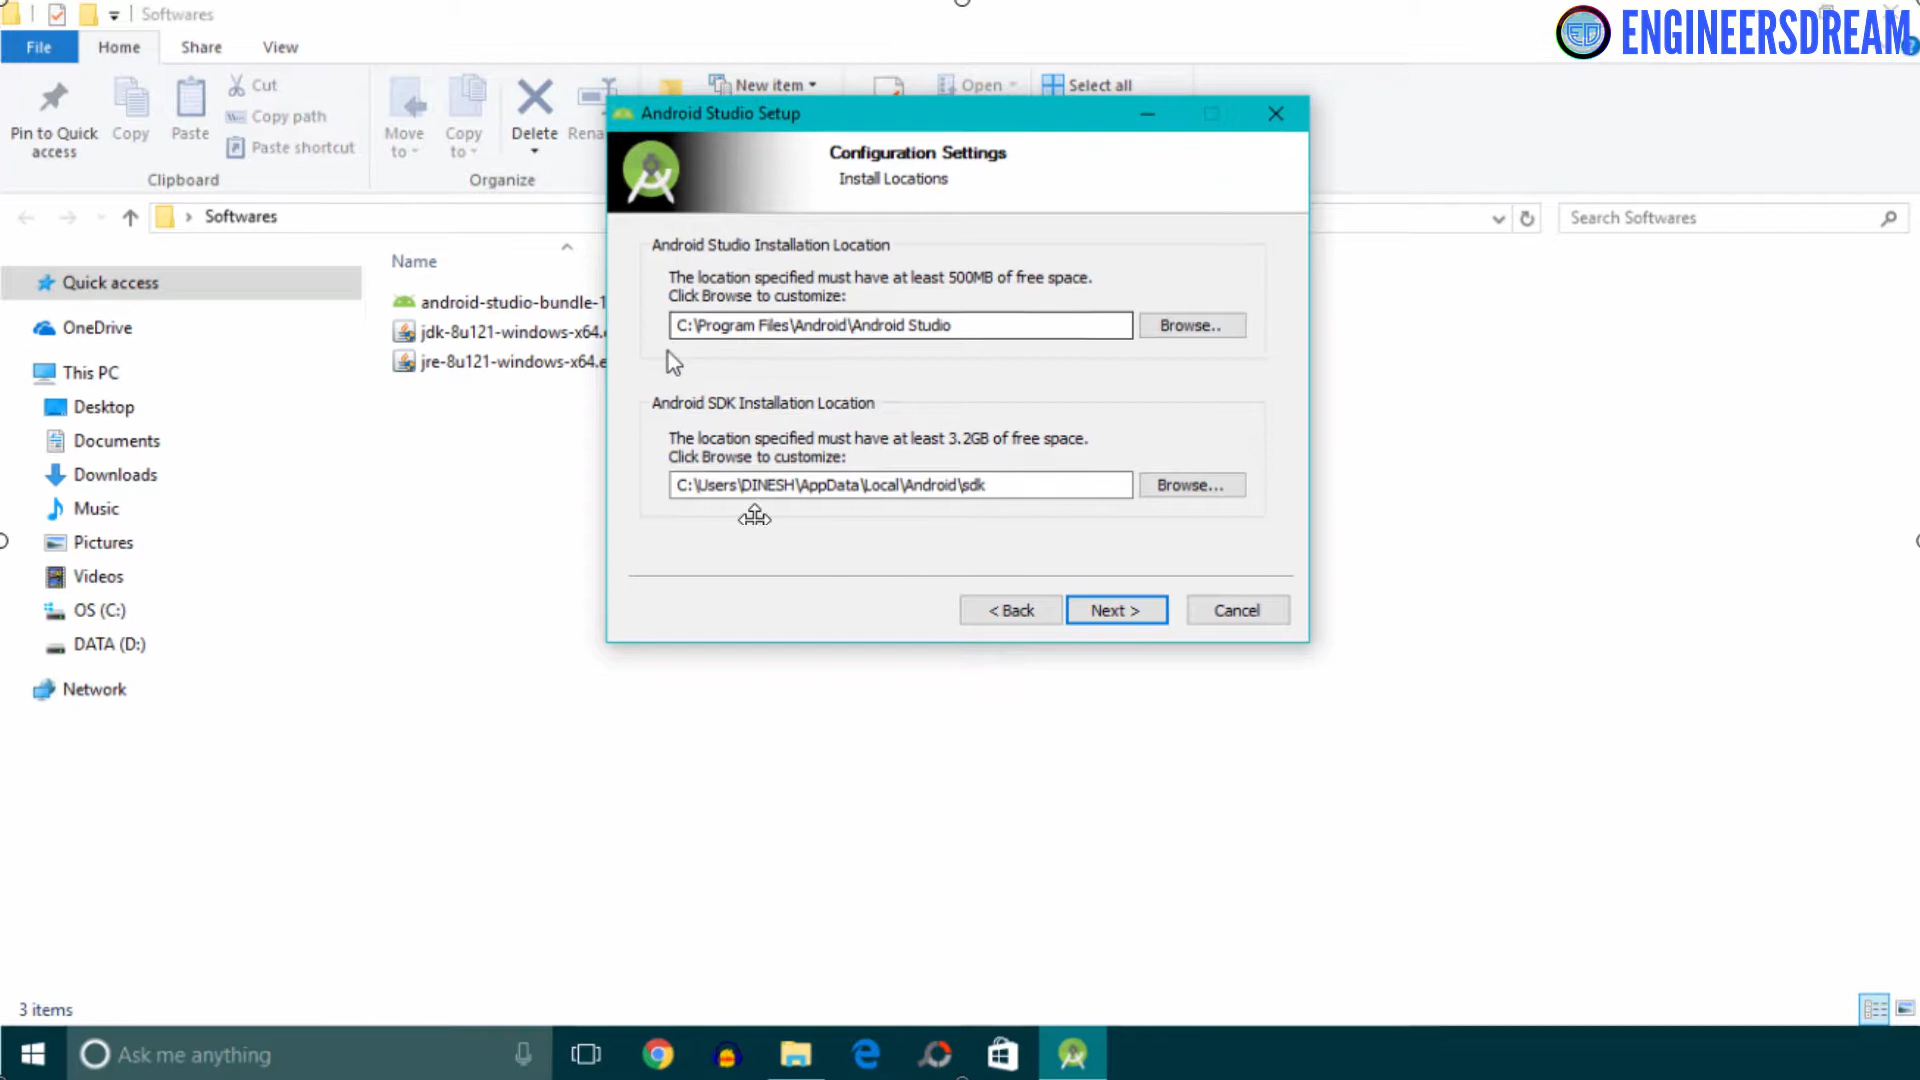 Softwares
ENGINEERSDREAM
File
Home
Share
View
Pin to Quick access
Copy
Paste
Cut
Copy path
Paste shortcut
Clipboard
Move to
Copy to
Delete
Rena
Organize
New item
Open
Select all
Softwares
Search Softwares
Quick access
OneDrive
This PC
Desktop
Documents
Downloads
Music
Pictures
Videos
OS (C:)
DATA (D:)
Network
Name
android-studio-bundle-1
jdk-8u121-windows-x64.e
jre-8u121-windows-x64.e
Android Studio Setup
Configuration Settings
Install Locations
Android Studio Installation Location
The location specified must have at least 500MB of free space.
Click Browse to customize:
C:\Program Files\Android\Android Studio
Browse..
Android SDK Installation Location
The location specified must have at least 3.2GB of free space.
Click Browse to customize:
C:\Users\DINESH\AppData\Local\Android\sdk
Browse...
< Back
Next >
Cancel
3 items
Ask me anything